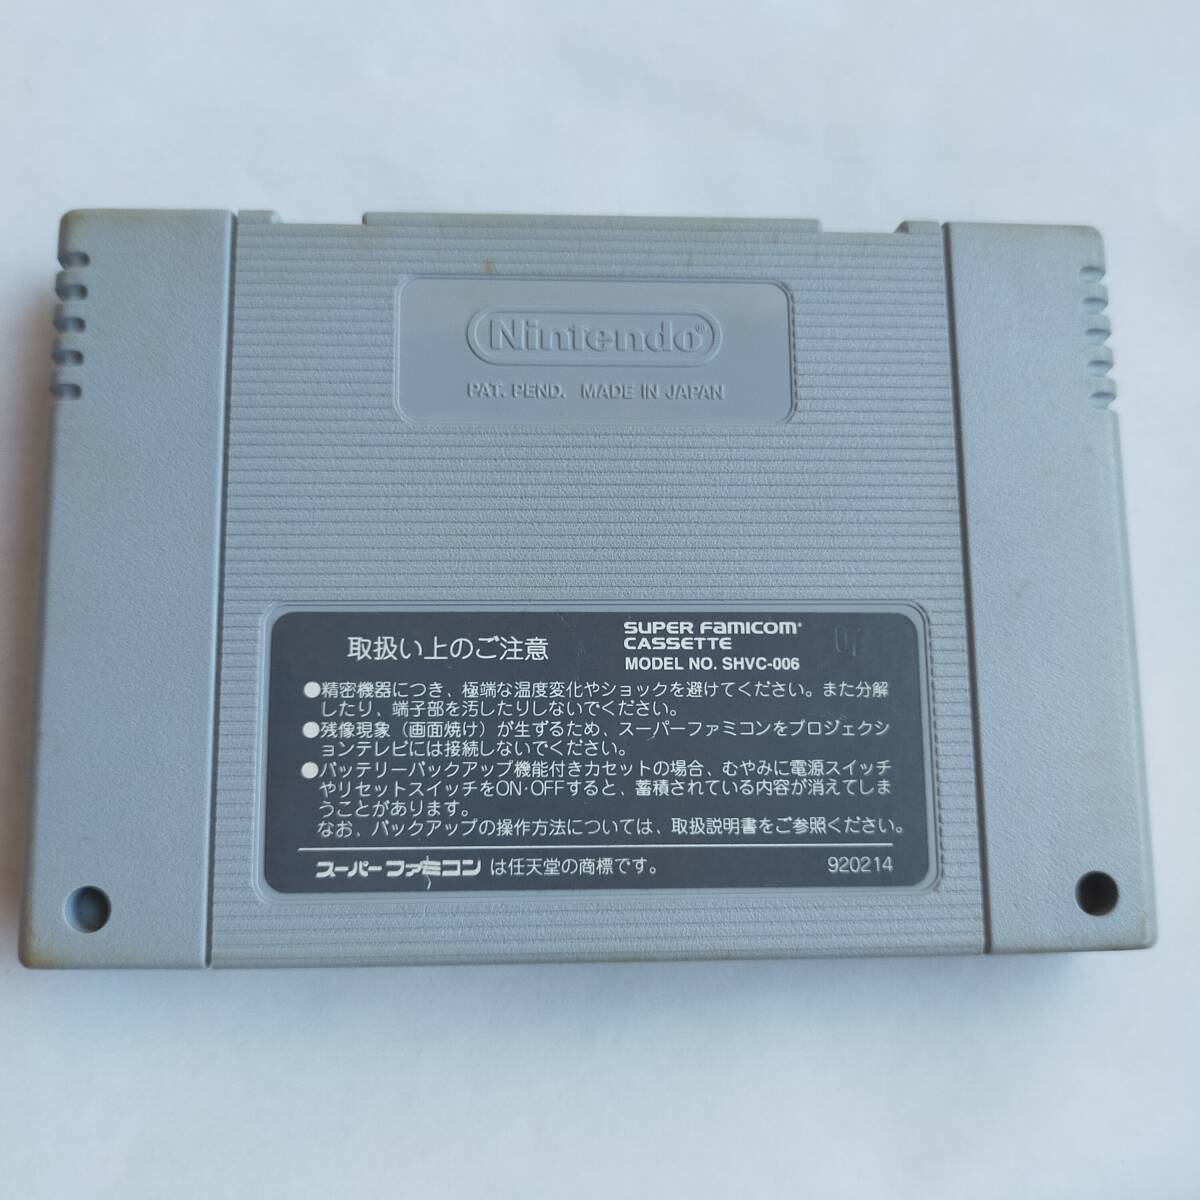 Nintendo®
PAT. PEND. MADE IN JAPAN
取扱い上のご注意
SUPER FAMICOM®
CASSETTE
MODEL NO. SHVC-006
07
●精密機器につき、極端な温度変化やショックを避けてください。また分解
したり、端子部を汚したりしないでください。
●残像現象（画面焼け）が生ずるため、スーパーファミコンをプロジェクシ
ョンテレビには接続しないでください。
●バッテリーバックアップ機能付きカセットの場合、むやみに電源スイッチ
やリセットスイッチをON・OFFすると、蓄積されている内容が消えてしま
うことがあります。
なお、バックアップの操作方法については、取扱説明書をご参照ください。
スーパーファミコン は任天堂の商標です。
920214